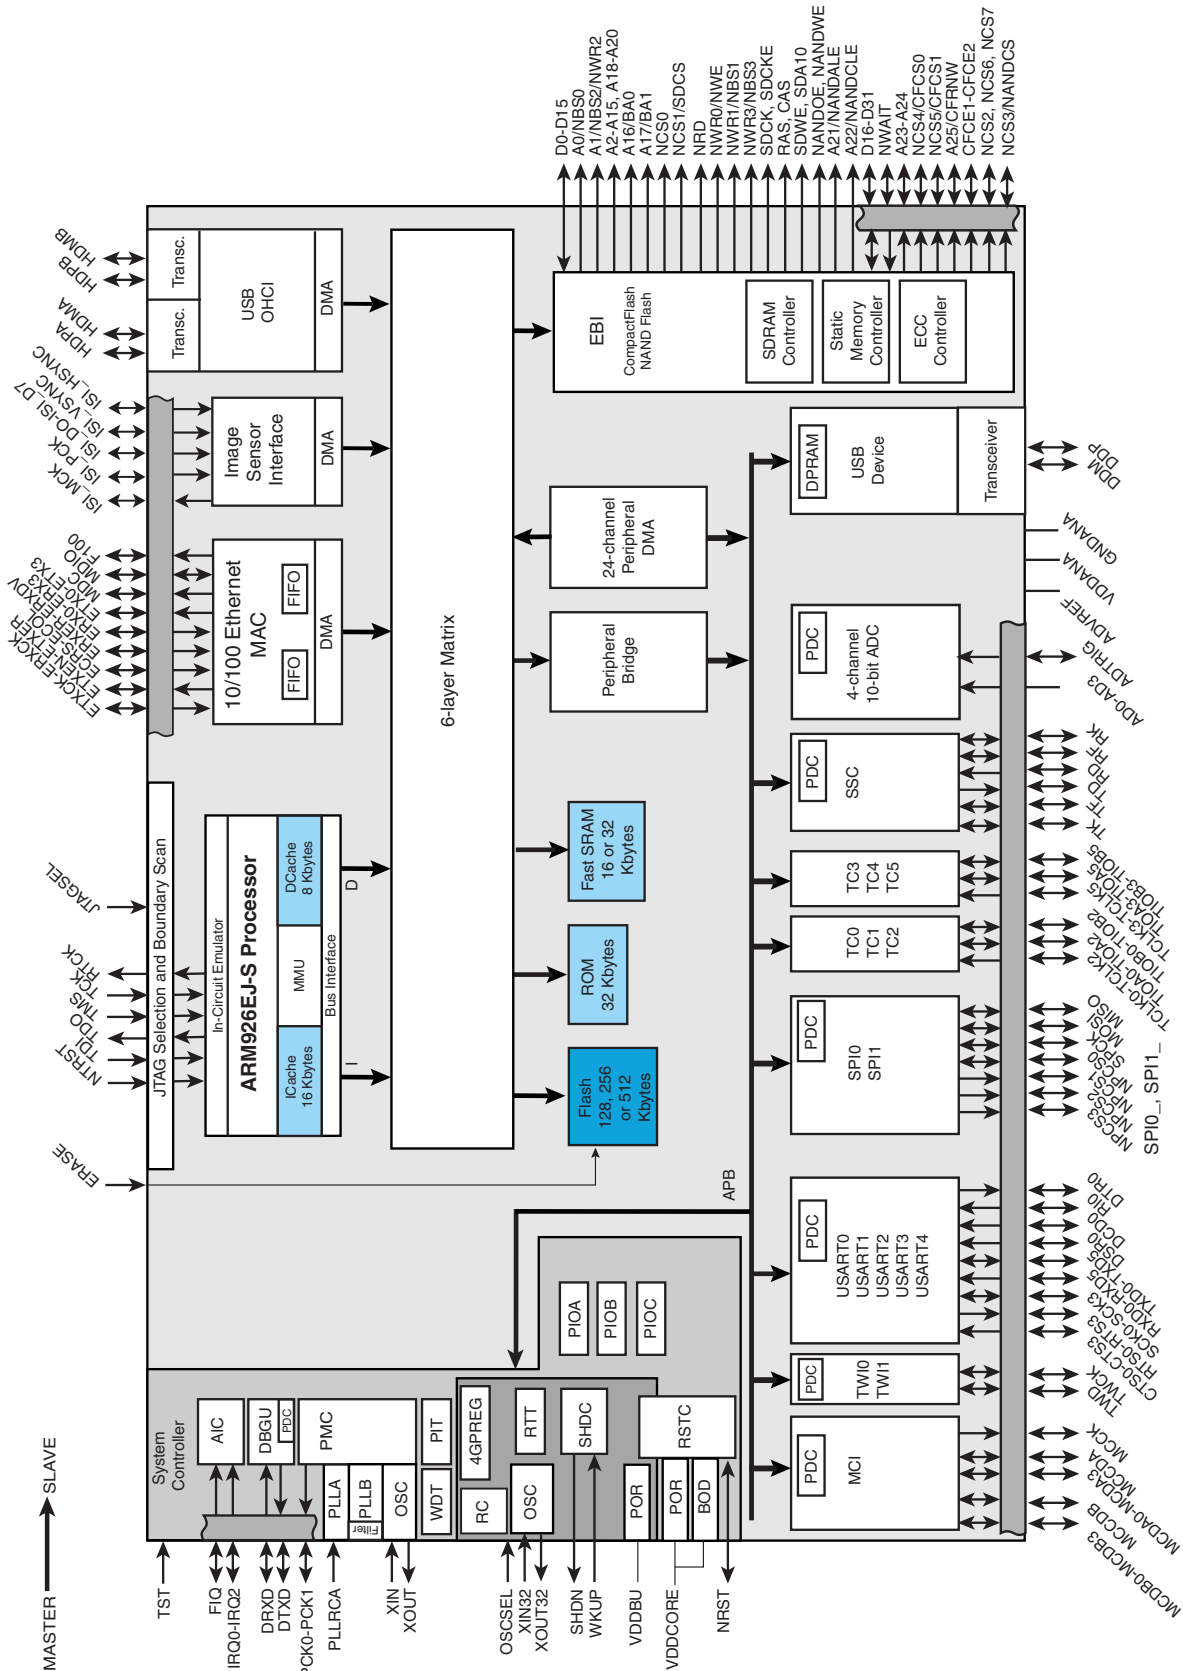 MASTER
SLAVE
TST
FIQ
IRQ0-IRQ2
DRXD
DTXD
PCK0-PCK1
PLLRCA
XIN
XOUT
OSCSEL
XIN32
XOUT32
SHDN
WKUP
VDDBU
VDDCORE
NRST
System
Controller
AIC
DBGU
PDC
PMC
PLLA
PLLB
Filter
OSC
WDT
PIT
4GPREG
RC
OSC
RTT
SHDC
POR
RSTC
POR
BOD
PIOA
PIOB
PIOC
ERASE
NTRST
TDI
TDO
TMS
TCK
RTCK
JTAGSEL
JTAG Selection and Boundary Scan
In-Circuit Emulator
ARM926EJ-S Processor
ICache
16 Kbytes
MMU
DCache
8 Kbytes
Bus Interface
I
D
ETXCK-ERXCK
ETXEN-ETXER
ECRS-ECOL
ERXER-ERXDV
ERX0-ERX3
ETX0-ETX3
MDC
MDIO
F100
10/100 Ethernet
MAC
FIFO
FIFO
DMA
ISI_MCK
ISI_PCK
ISI_DO-ISI_D7
ISI_VSYNC
ISI_HSYNC
Image
Sensor
Interface
DMA
HDPA
HDMA
HDPB
HDMB
Transc.
Transc.
USB
OHCI
DMA
6-layer Matrix
Flash
128, 256
or 512
Kbytes
ROM
32 Kbytes
Fast SRAM
16 or 32
Kbytes
Peripheral
Bridge
24-channel
Peripheral
DMA
APB
EBI
CompactFlash
NAND Flash
SDRAM
Controller
Static
Memory
Controller
ECC
Controller
D0-D15
A0/NBS0
A1/NBS2/NWR2
A2-A15, A18-A20
A16/BA0
A17/BA1
NCS0
NCS1/SDCS
NRD
NWR0/NWE
NWR1/NBS1
NWR3/NBS3
SDCK, SDCKE
RAS, CAS
SDWE, SDA10
NANDOE, NANDWE
A21/NANDALE
A22/NANDCLE
D16-D31
NWAIT
A23-A24
NCS4/CFCS0
NCS5/CFCS1
A25/CFRNW
CFCE1-CFCE2
NCS2, NCS6, NCS7
NCS3/NANDCS
PDC
MCI
PDC
TWI0
TWI1
PDC
USART0
USART1
USART2
USART3
USART4
PDC
SPI0
SPI1
TC0
TC1
TC2
TC3
TC4
TC5
PDC
SSC
PDC
4-channel
10-bit ADC
DPRAM
USB
Device
Transceiver
MCDB0-MCDB3
MCCDB
MCDA0-MCDA3
MCCDA
MCCK
TWD
TWCK
CTS0-CTS3
RTS0-RTS3
SCK0-SCK3
RXD0-RXD5
TXD0-TXD5
DSR0
DCD0
RI0
DTR0
NPCS3
NPCS2
NPCS1
NPCS0
SPCK
MOSI
MISO
SPI0_, SPI1_
TCLK0-TCLK2
TIOA0-TIOA2
TIOB0-TIOB2
TCLK3-TCLK5
TIOA3-TIOA5
TIOB3-TIOB5
TK
TF
TD
RD
RF
RK
AD0-AD3
ADTRIG
ADVREF
VDDANA
GNDANA
DDM
DDP